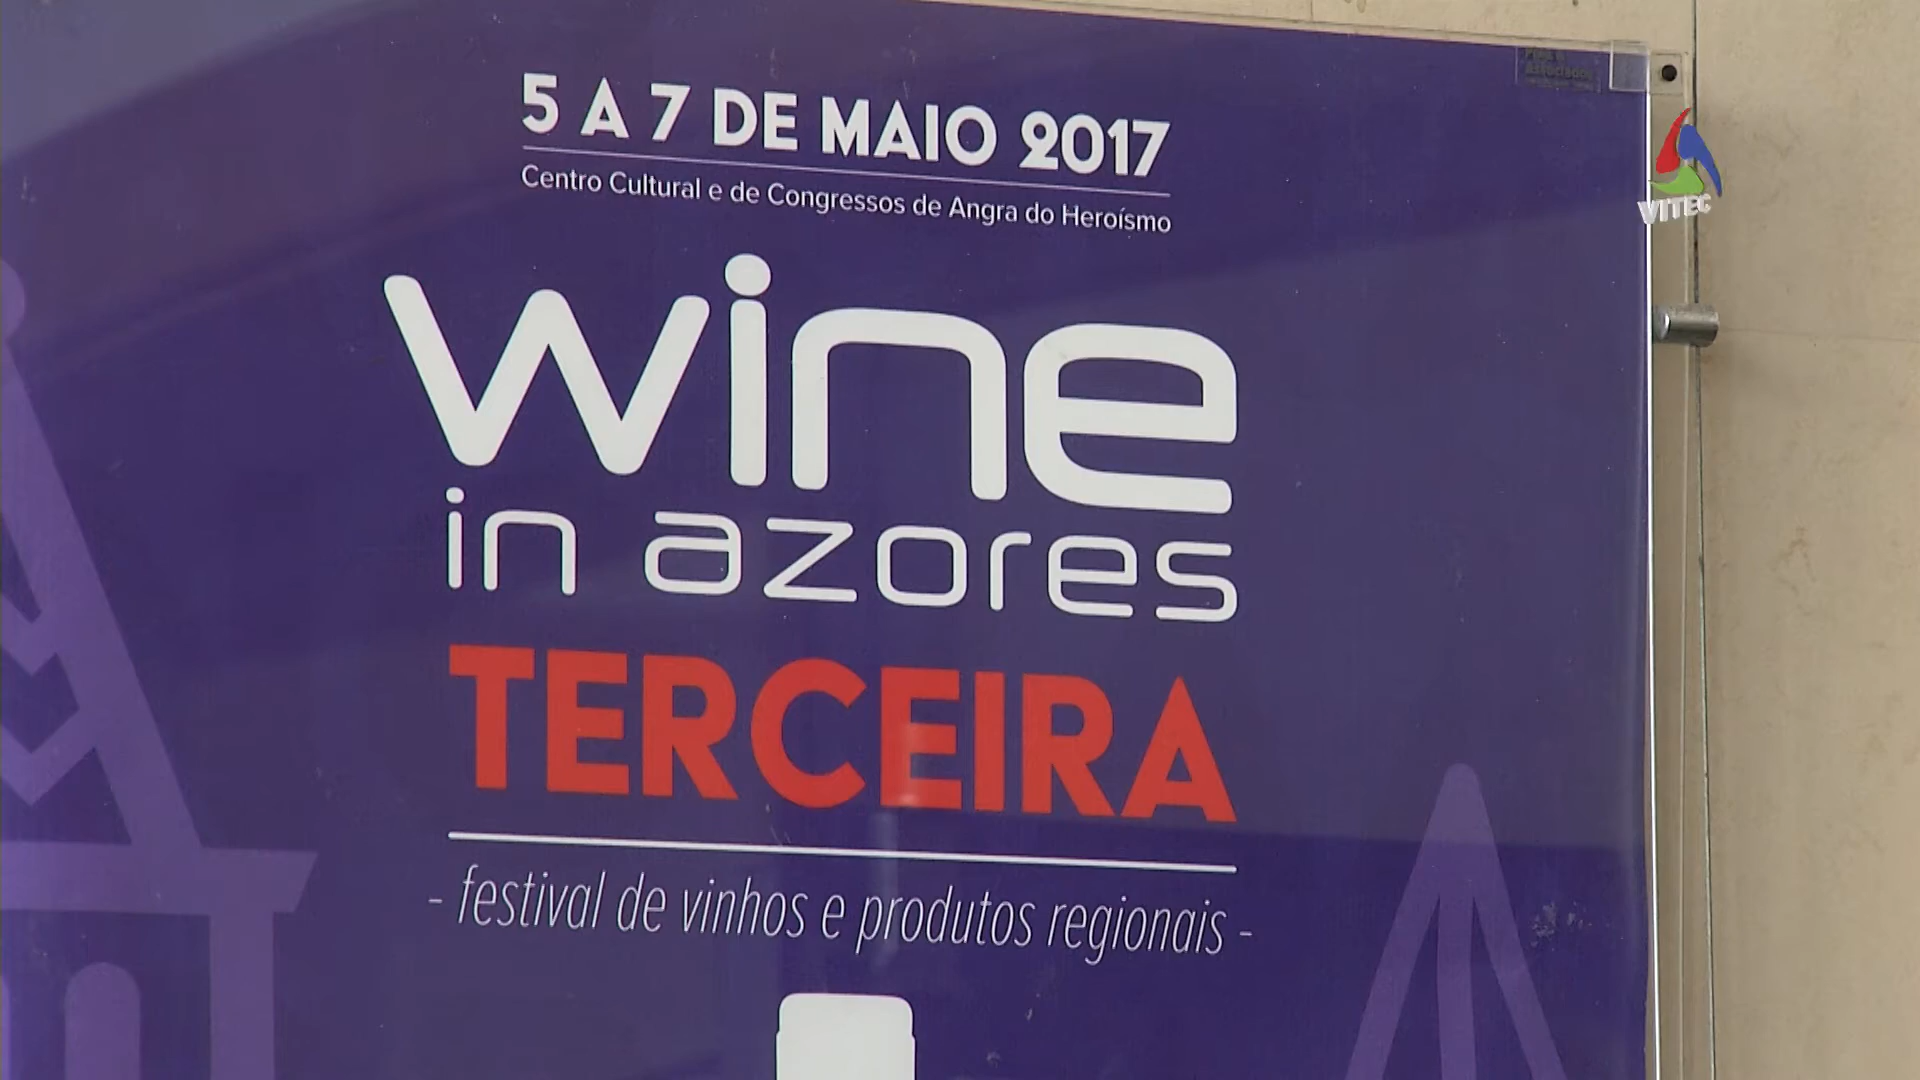 5 A 7 DE MAIO 2017
Centro Cultural e de Congressos de Angra do Heroísmo
VITEC
wine
in azores
TERCEIRA
- festival de vinhos e produtos regionais -